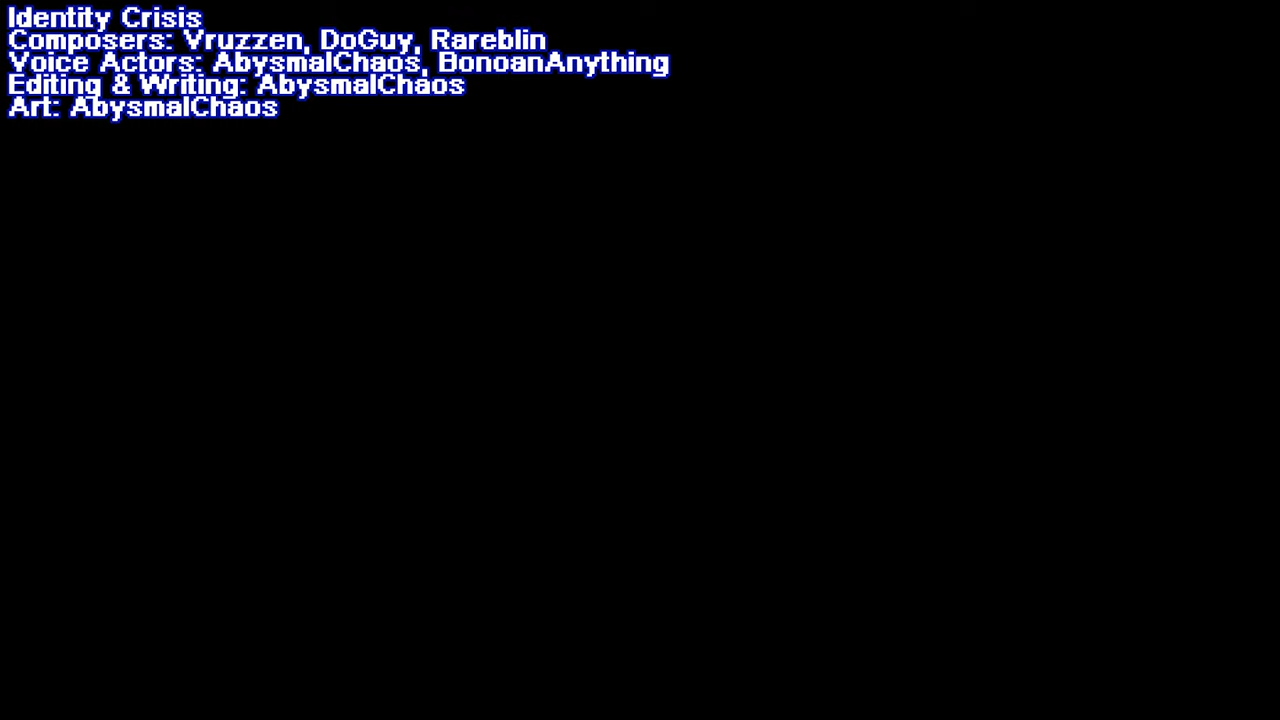 Identity Crisis
Composers: Vruzzen, DoGuy, Rareblin
Voice Actors: AbysmalChaos, BonoanAnything
Editing & Writing: AbysmalChaos
Art: AbysmalChaos